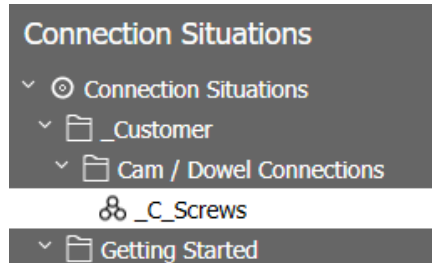 Connection Situations
Connection Situations
_Customer
Cam / Dowel Connections
_C_Screws
Getting Started